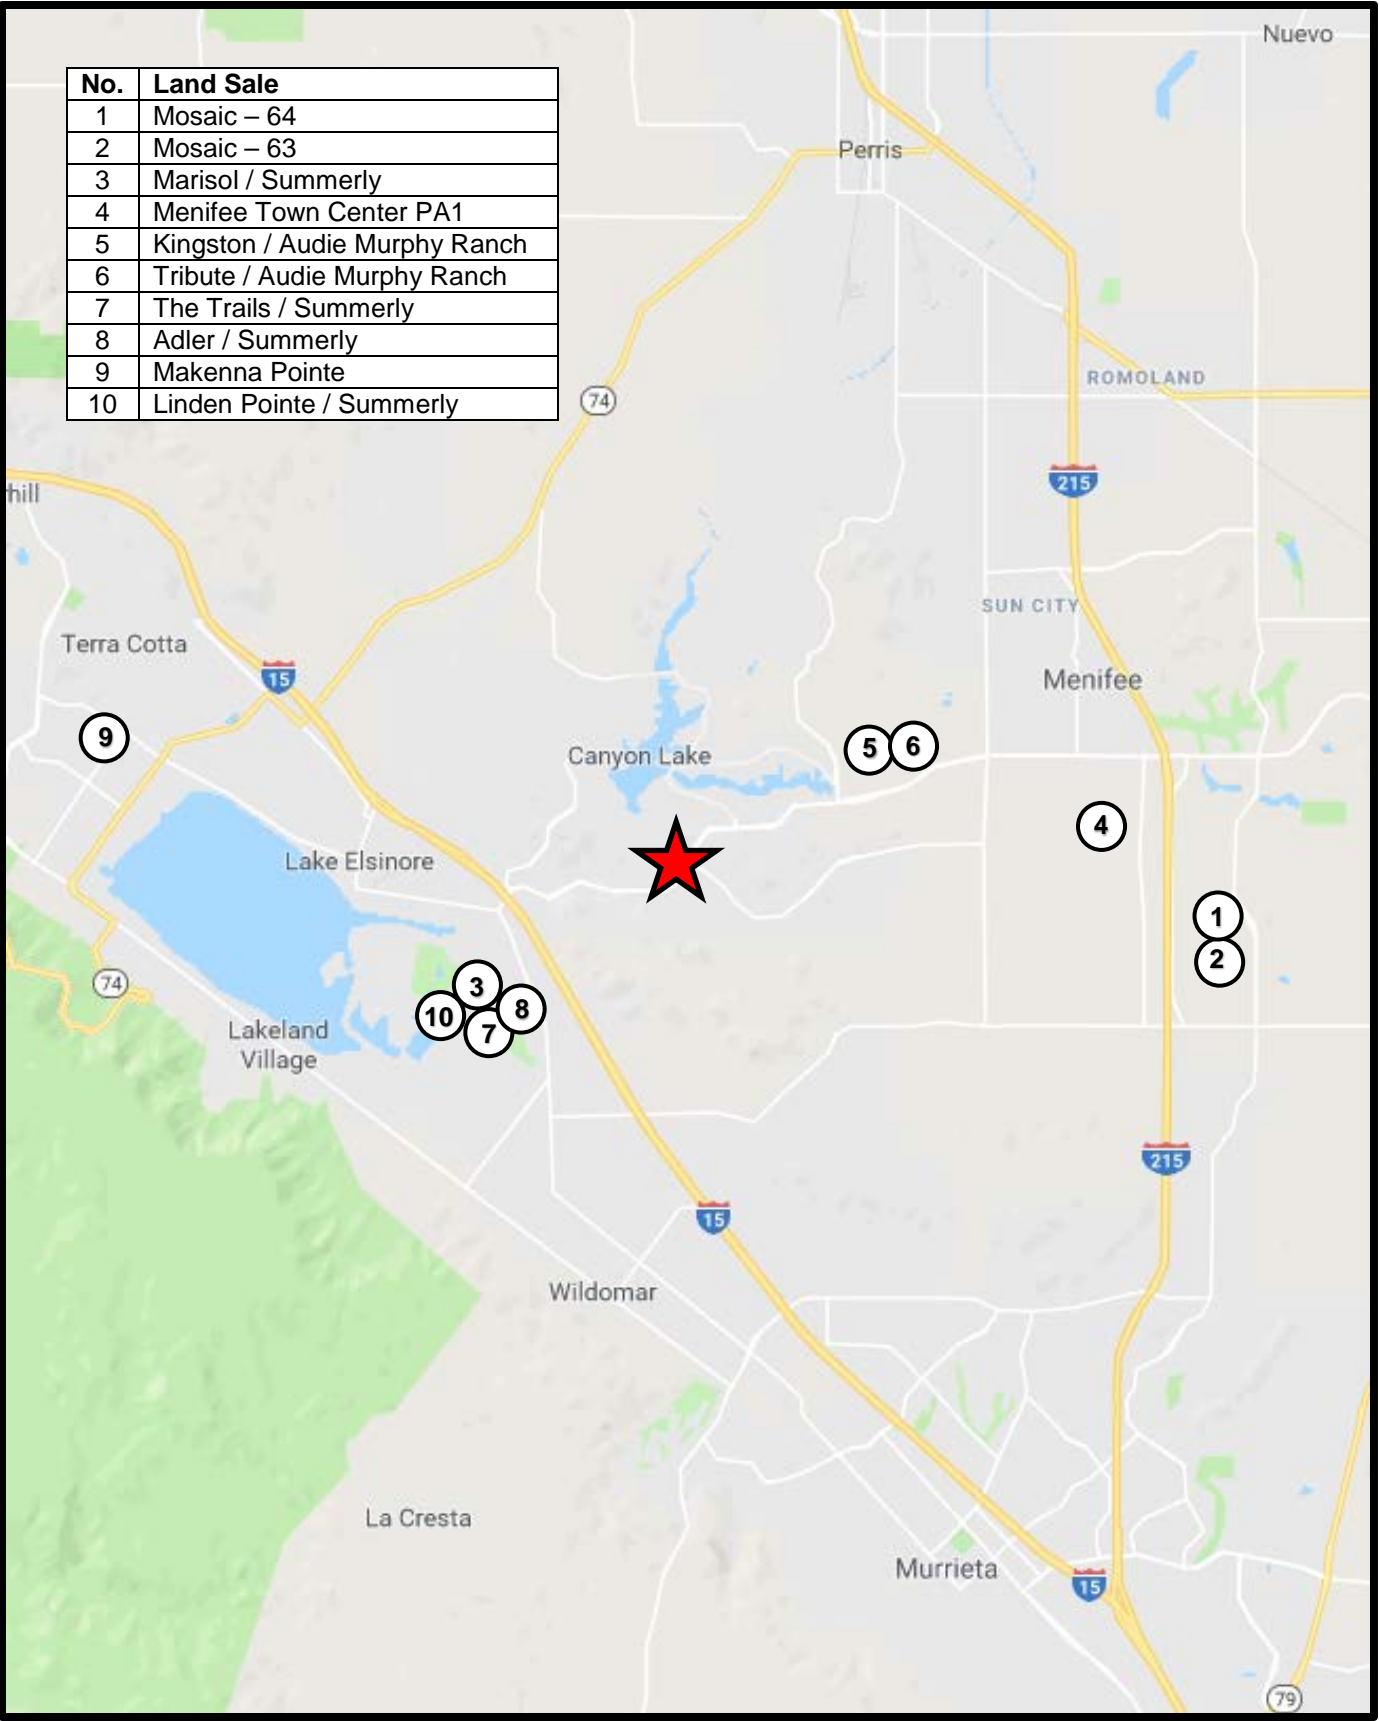 Nuevo
No. Land Sale
1 Mosaic – 64
2 Mosaic – 63
3 Marisol / Summerly
4 Menifee Town Center PA1
5 Kingston / Audie Murphy Ranch
6 Tribute / Audie Murphy Ranch
7 The Trails / Summerly
8 Adler / Summerly
9 Makenna Pointe
10 Linden Pointe / Summerly
Perris
ROMOLAND
74
215
hill
SUN CITY
Terra Cotta
15
Menifee
9
Canyon Lake
5 6
4
Lake Elsinore
1
2
74
3
10
8
7
Lakeland
Village
215
15
Wildomar
La Cresta
Murrieta
15
79